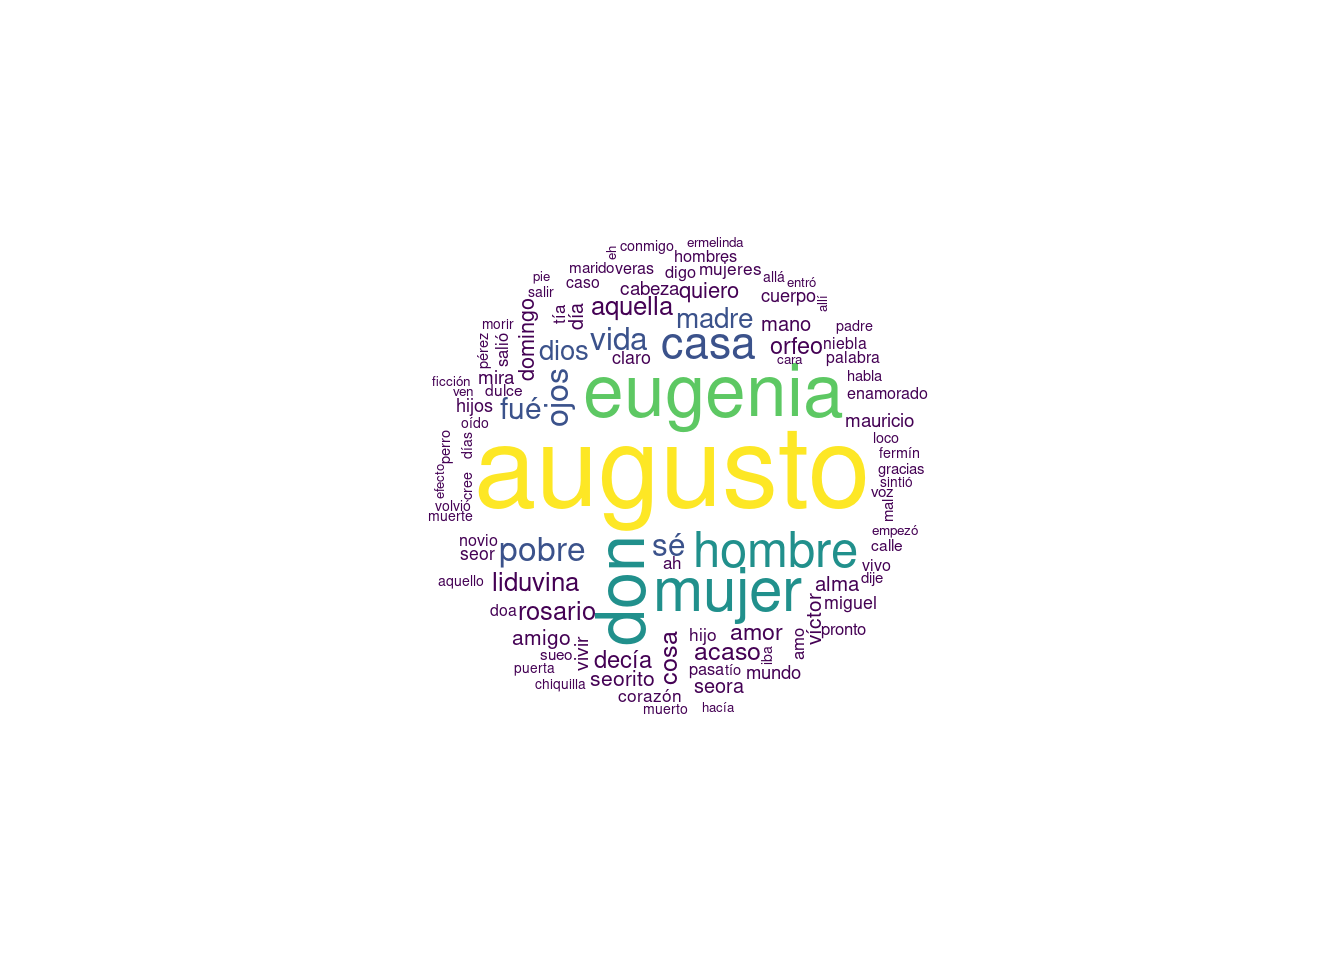 ermelinda
eh
conmigo
hombres
marido
veras
digo
mujeres
allá
entró
pie
salir
caso
cabeza
quiero
cuerpo
alli
domingo
tía
día
aquella
madre
mano
padre
morir
pérez
salió
dios
vida
claro
casa
orfeo
niebla
cara
palabra
ficción
ven
mira
dulce
ojos
eugenia
habla
enamorado
hijos
fué
mauricio
oído
perro
días
augusto
loco
fermín
gracias
sintió
efecto
cree
voz
mal
volvió
muerte
empezó
novio
seor
pobre
don
sé
ah
hombre
calle
vivo
dije
aquello
liduvina
mujer
alma
doa
rosario
víctor
miguel
amigo
hijo
amor
amo
pronto
sueo
vivir
decía
cosa
acaso
iba
puerta
pasa
tío
mundo
chiquilla
seorito
seora
corazón
muerto
hacía